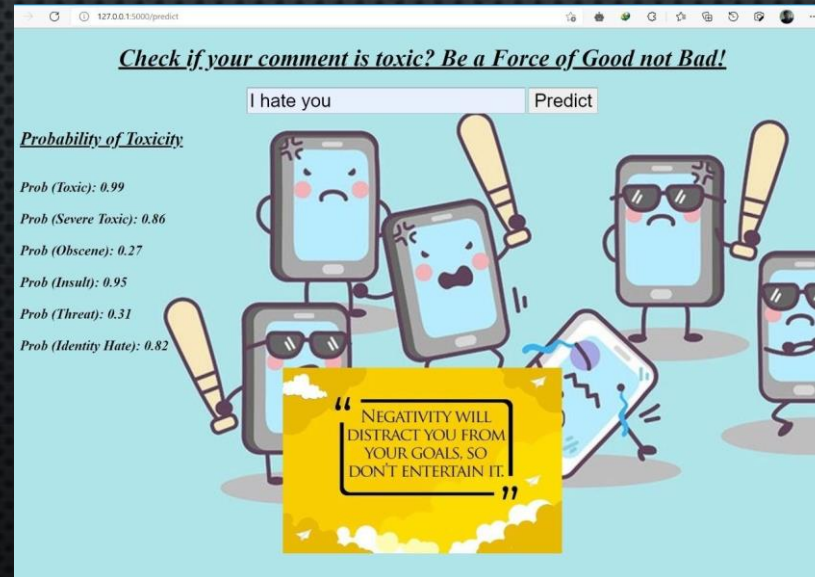 127.0.0.1:5000/predict
Check if your comment is toxic? Be a Force of Good not Bad!
I hate you Predict
Probability of Toxicity
Prob (Toxic): 0.99
Prob (Severe Toxic): 0.86
Prob (Obscene): 0.27
Prob (Insult): 0.95
Prob (Threat): 0.31
Prob (Identity Hate): 0.82
“ NEGATIVITY WILL
DISTRACT YOU FROM
YOUR GOALS, SO
DON'T ENTERTAIN IT. ”